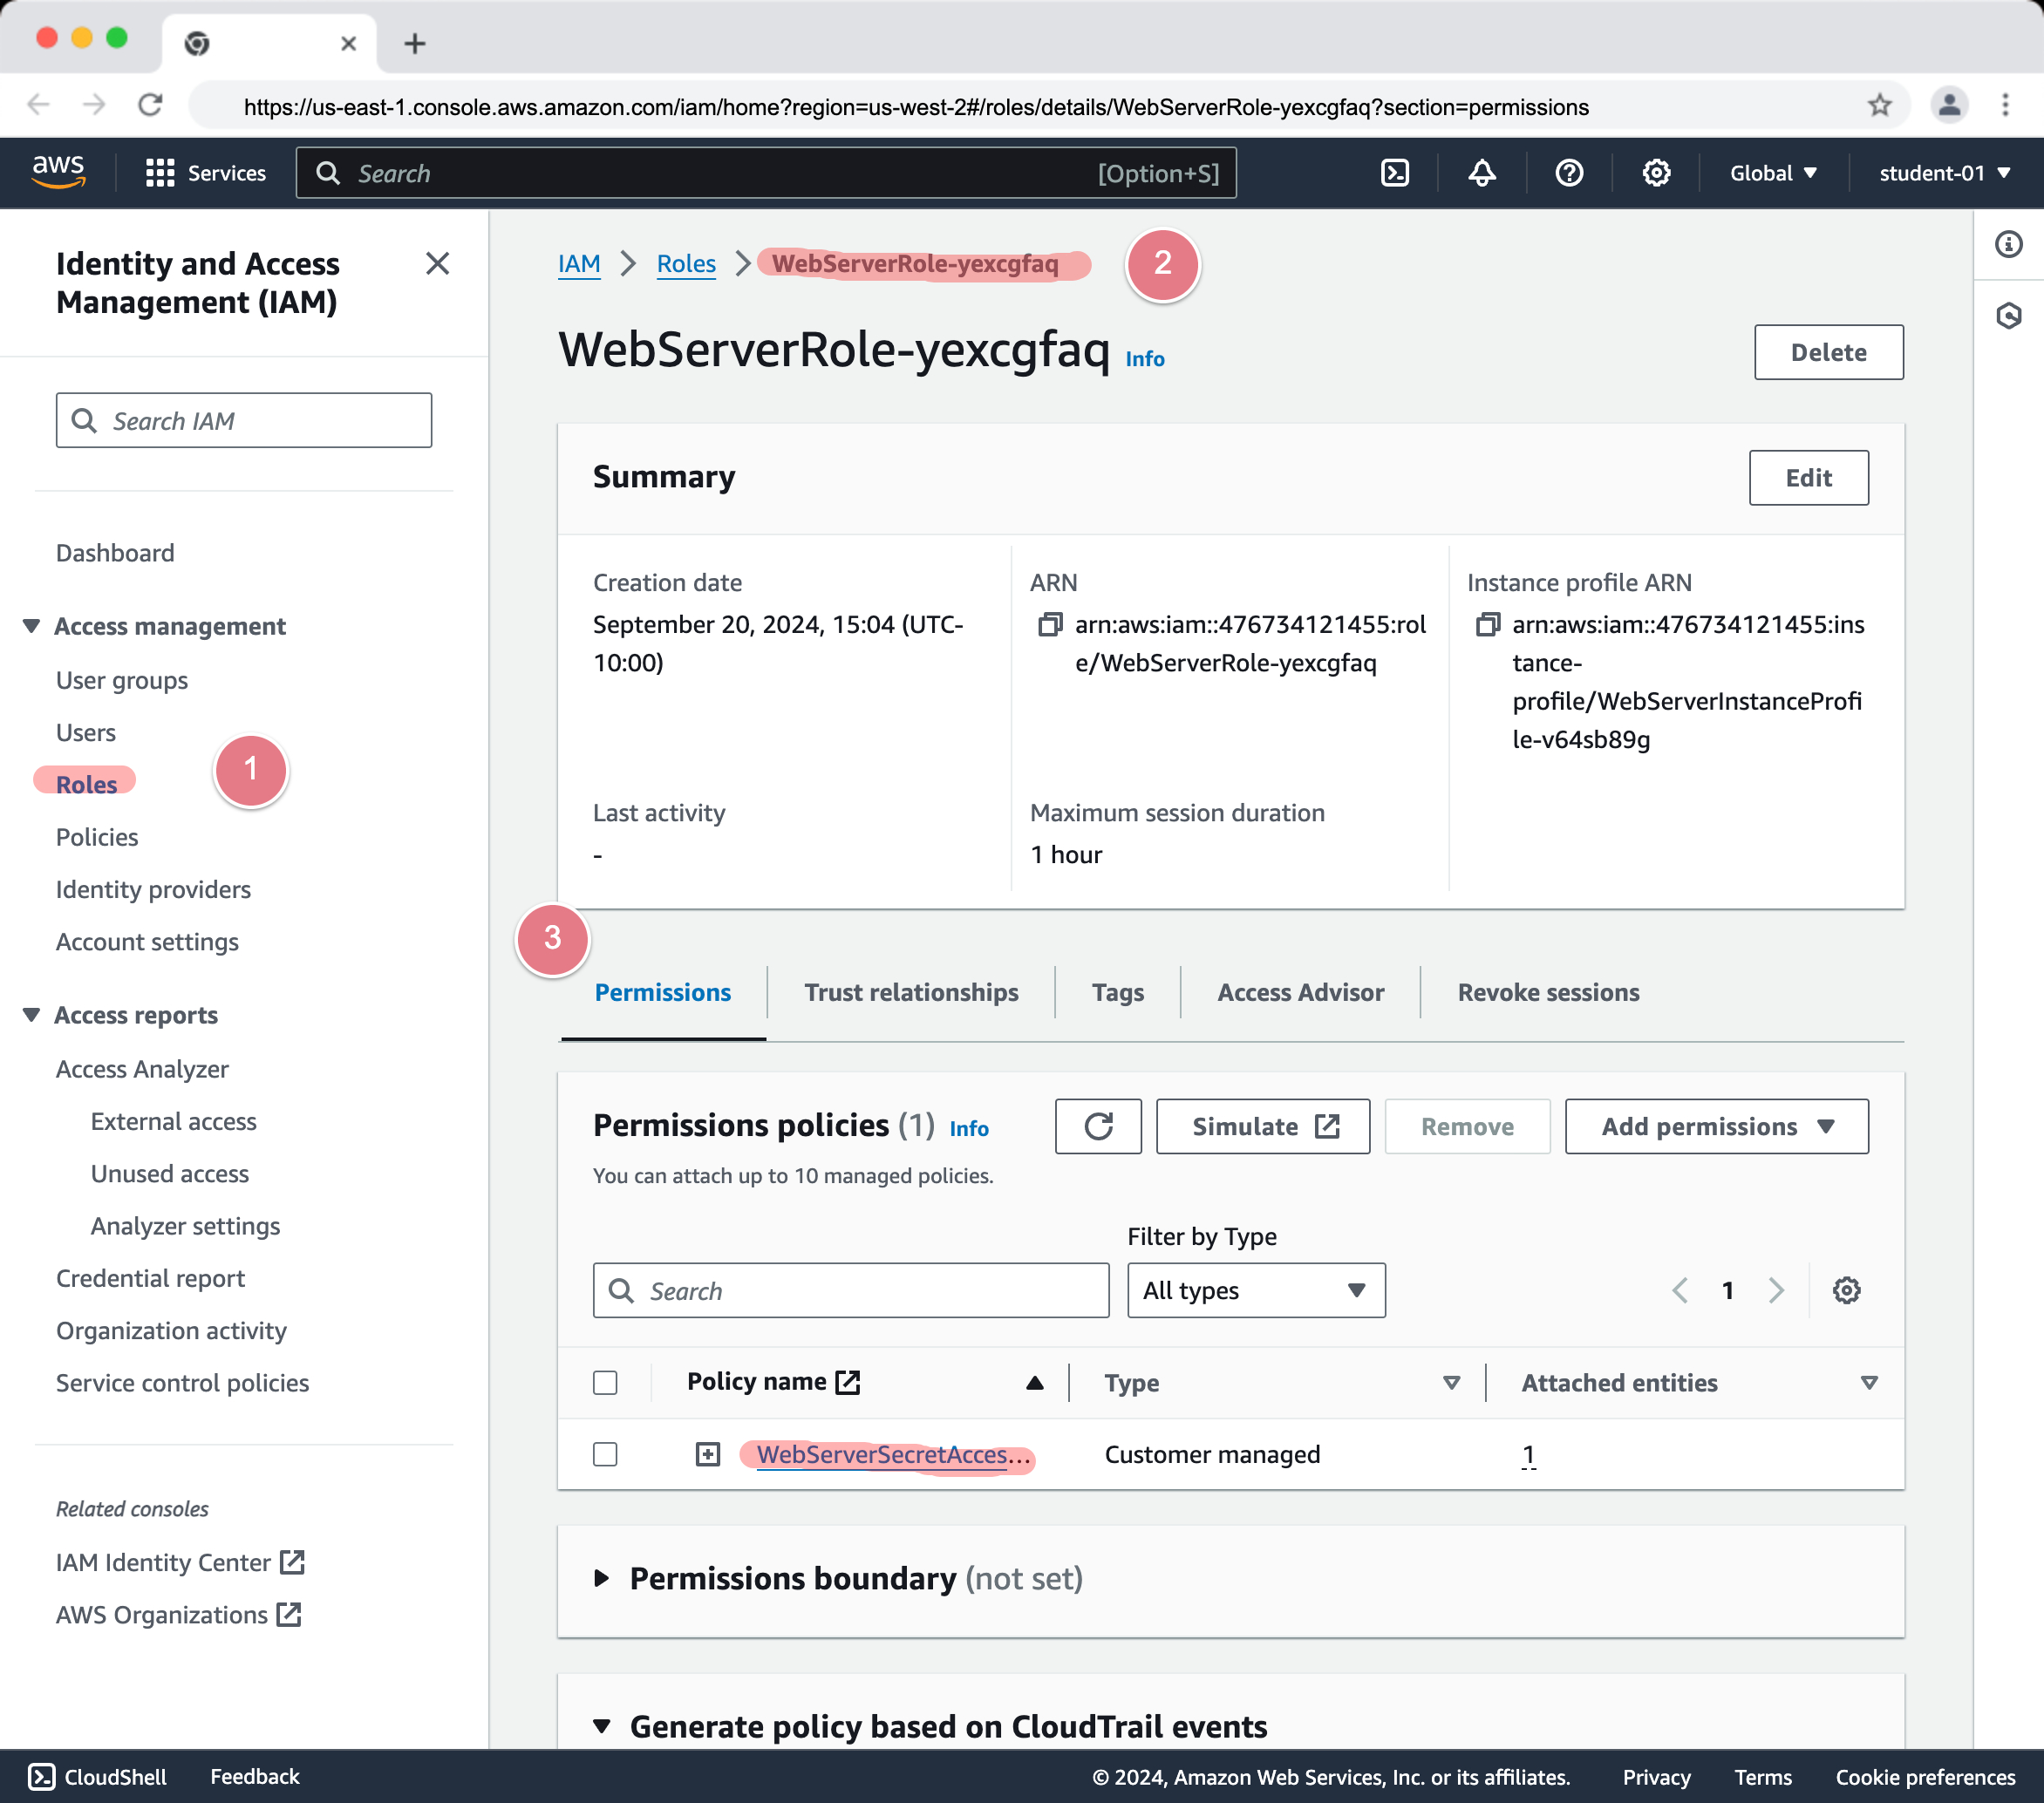 https://us-east-1.console.aws.amazon.com/iam/home?region=us-west-2#/roles/details/WebServerRole-yexcgfaq?section=permissions
aws
Services
Search
[Option+S]
Global
student-01
Identity and Access
Management (IAM)
Search IAM
Dashboard
Access management
User groups
Users
Roles
1
Policies
Identity providers
Account settings
Access reports
Access Analyzer
External access
Unused access
Analyzer settings
Credential report
Organization activity
Service control policies
Related consoles
IAM Identity Center
AWS Organizations
IAM
Roles
WebServerRole-yexcgfaq
2
WebServerRole-yexcgfaq Info
Delete
Summary
Edit
Creation date
September 20, 2024, 15:04 (UTC-
10:00)
ARN
arn:aws:iam::476734121455:rol
e/WebServerRole-yexcgfaq
Instance profile ARN
arn:aws:iam::476734121455:ins
tance-
profile/WebServerInstanceProfi
le-v64sb89g
Last activity
-
Maximum session duration
1 hour
3
Permissions
Trust relationships
Tags
Access Advisor
Revoke sessions
Permissions policies (1) Info
Simulate
Remove
Add permissions
You can attach up to 10 managed policies.
Filter by Type
Search
All types
1
Policy name
Type
Attached entities
WebServerSecretAcces...
Customer managed
1
Permissions boundary (not set)
Generate policy based on CloudTrail events
CloudShell
Feedback
© 2024, Amazon Web Services, Inc. or its affiliates.
Privacy
Terms
Cookie preferences